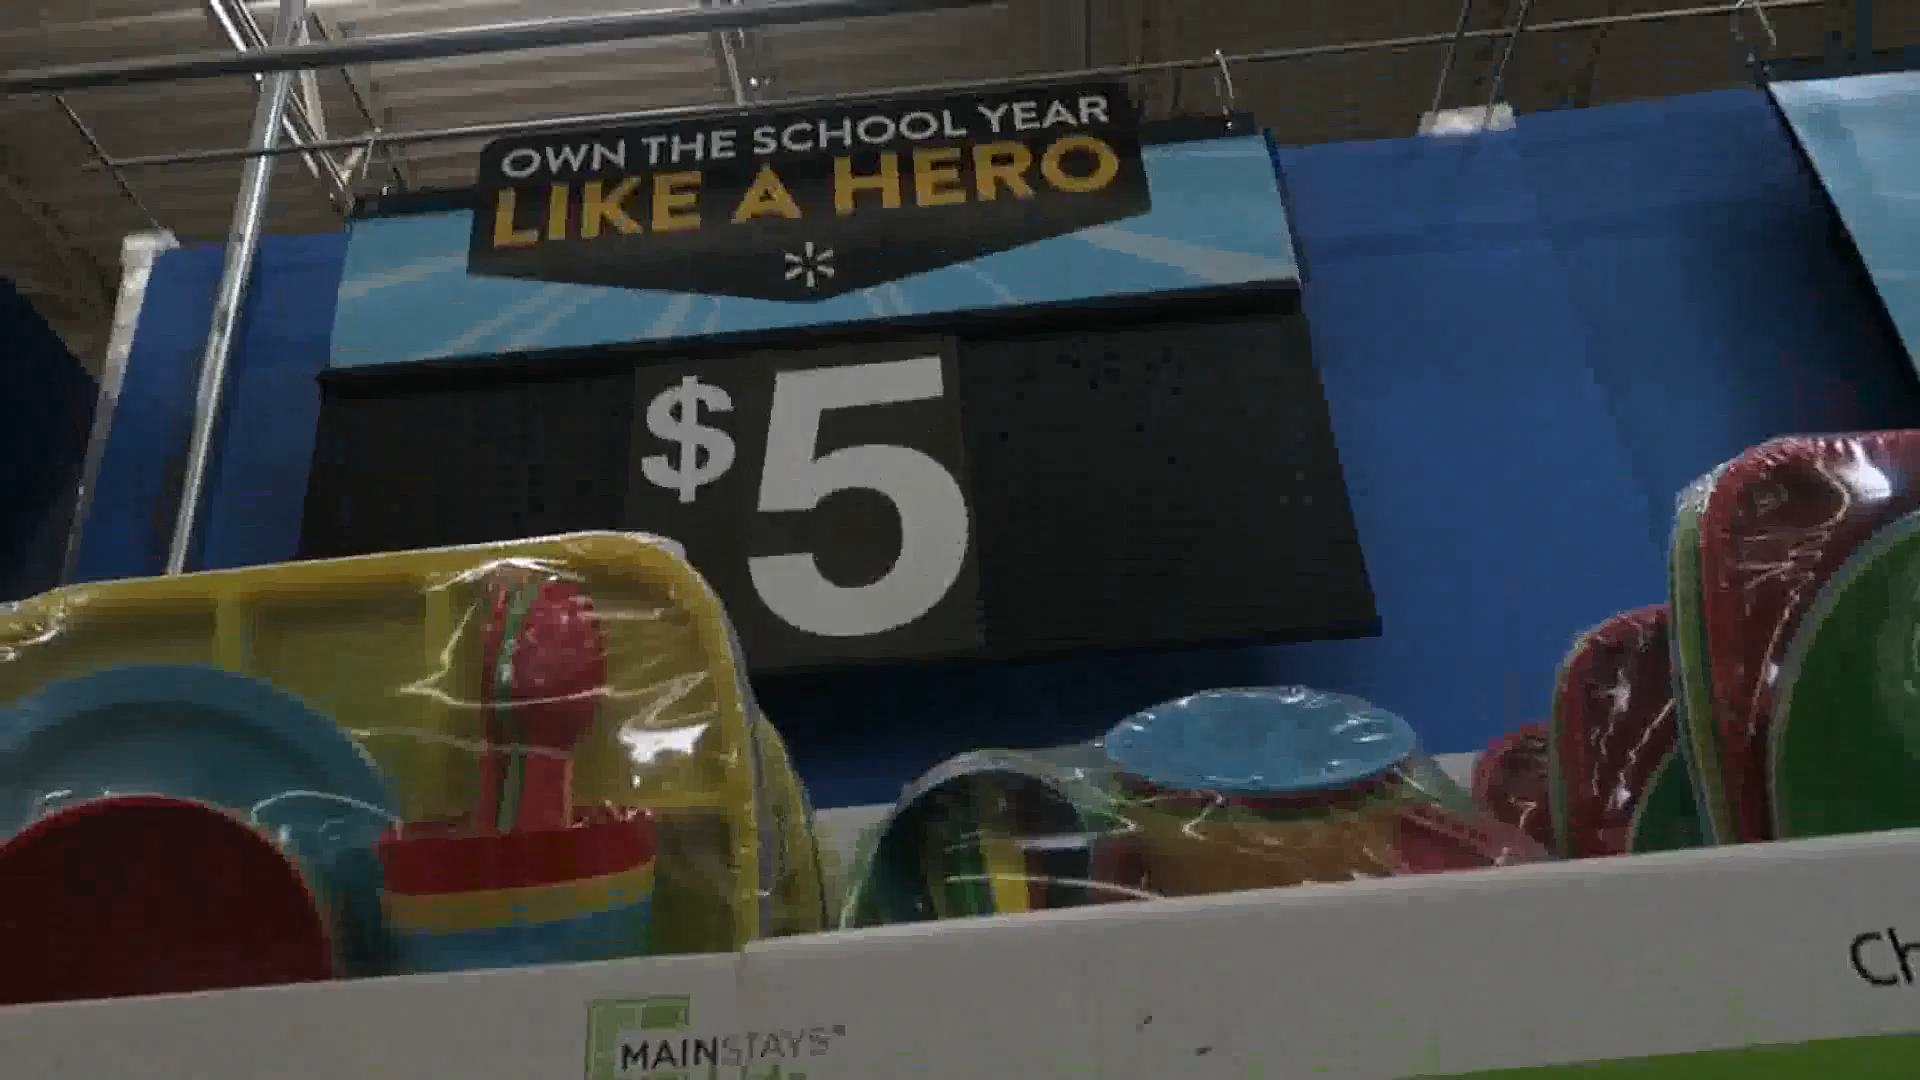 OWN THE SCHOOL YEAR
LIKE A HERO
$5
MAINSTAYS